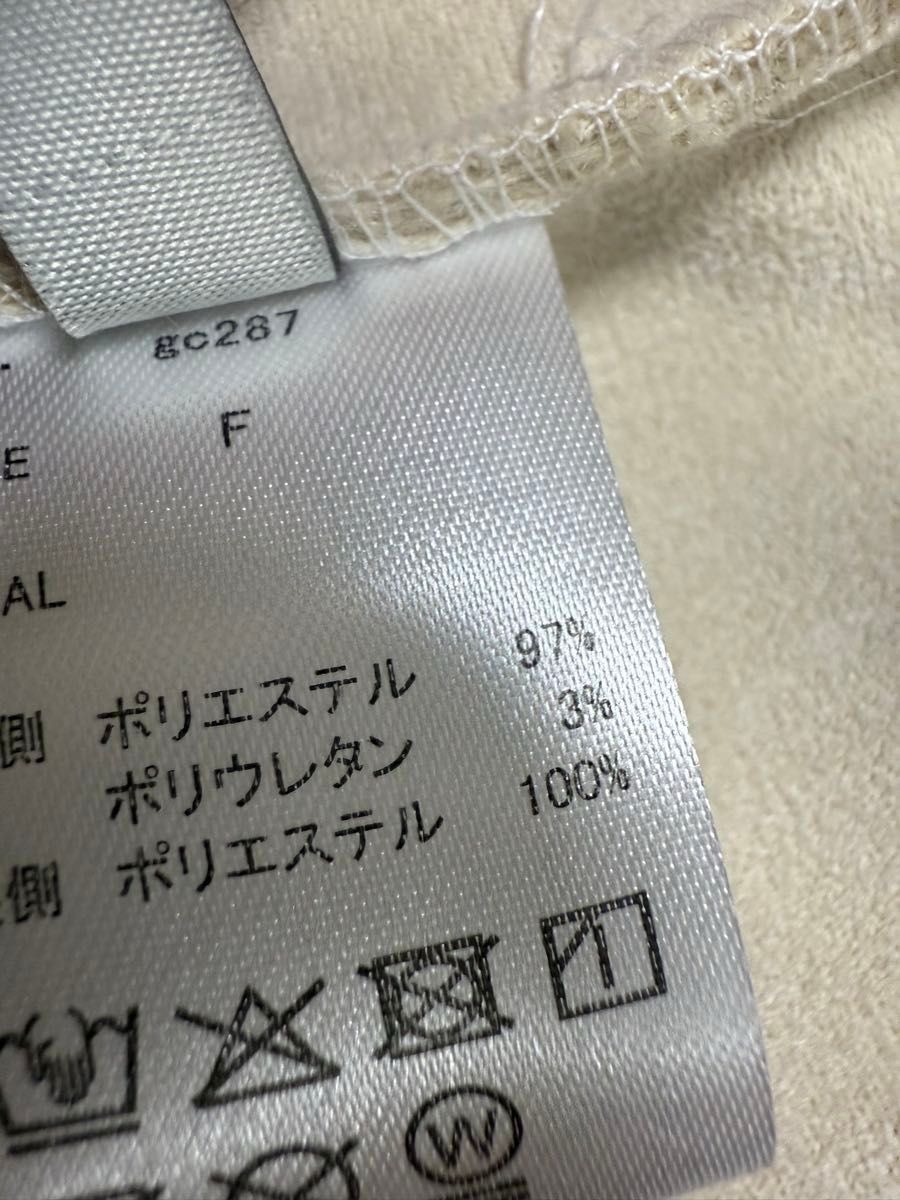 gc287
E F
AL
側 ポリエステル 97%
ポリウレタン 3%
側 ポリエステル 100%
W